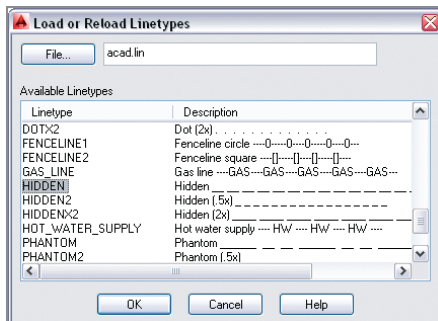 Load or Reload Linetypes
File... acad.lin
Available Linetypes
Linetype Description
DOTX2 Dot (2x) . . . . . . . . . . . . .
FENCELINE1 Fenceline circle ----0-----0----0-----0----0---
FENCELINE2 Fenceline square ----[]-----[]----[]-----[]----
GAS_LINE Gas line ----GAS----GAS----GAS----GAS----GAS---
HIDDEN Hidden __ __ __ __ __ __ __ __ __ __ __
HIDDEN2 Hidden (.5x) _ _ _ _ _ _ _ _ _ _ _ _ _ _ _ _
HIDDENX2 Hidden (2x) ____ ____ ____ ____ ____ ____
HOT_WATER_SUPPLY Hot water supply ---- HW ---- HW ---- HW ----
PHANTOM Phantom ______ __ __ ______ __ __ ______
PHANTOM2 Phantom (.5x)
OK Cancel Help